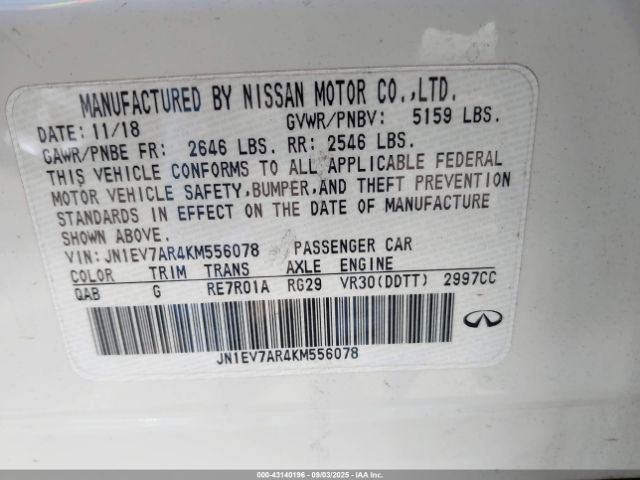 MANUFACTURED BY NISSAN MOTOR CO.,LTD.
DATE: 11/18 GVWR/PNBV: 5159 LBS.
GAWR/PNBE FR: 2646 LBS. RR: 2546 LBS.
THIS VEHICLE CONFORMS TO ALL APPLICABLE FEDERAL
MOTOR VEHICLE SAFETY,BUMPER,AND THEFT PREVENTION
STANDARDS IN EFFECT ON THE DATE OF MANUFACTURE
SHOWN ABOVE.
VIN: JN1EV7AR4KM556078 PASSENGER CAR
COLOR TRIM TRANS AXLE ENGINE
QAB G RE7R01A RG29 VR30(DDTT) 2997CC
JN1EV7AR4KM556078
000-43140196 - 09/03/2025 - IAAI.COM